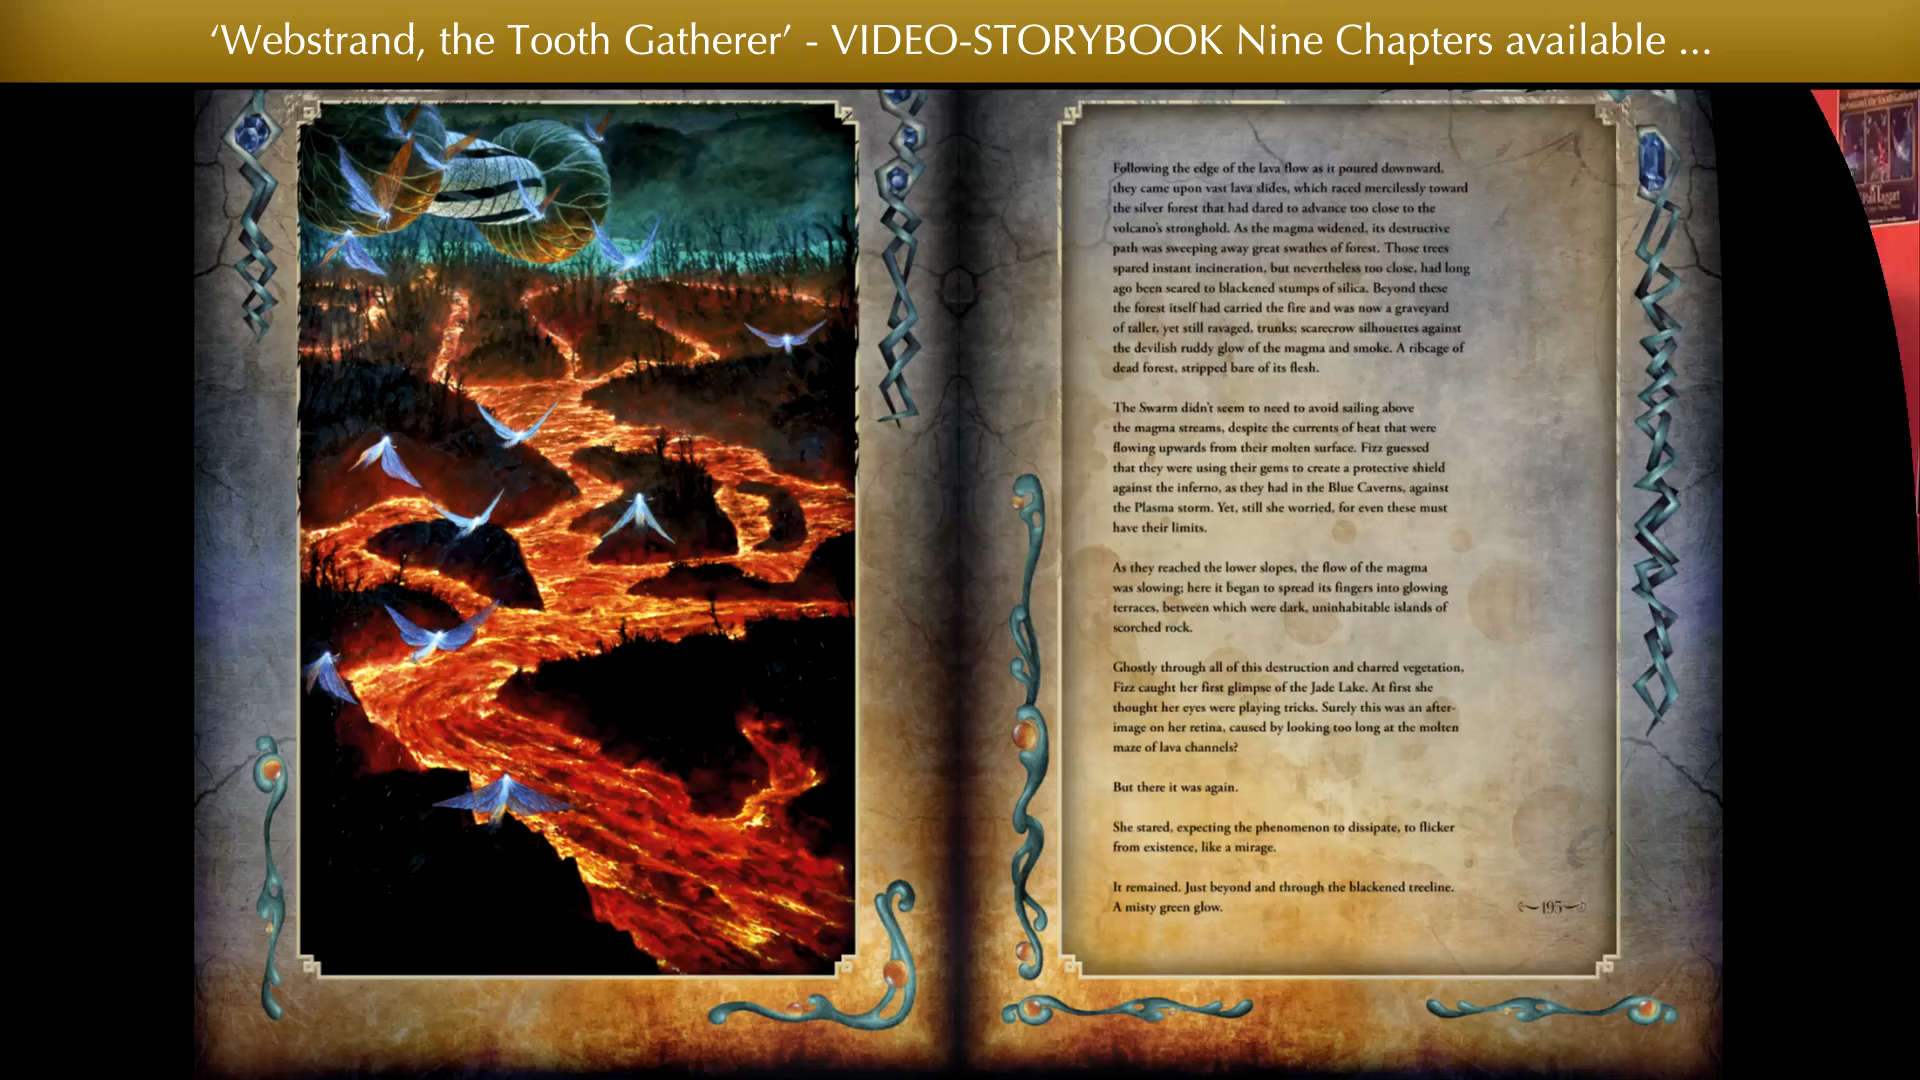 ‘Webstrand, the Tooth Gatherer’ - VIDEO-STORYBOOK Nine Chapters available ...
Following the edge of the lava flow as it poured downward,
they came upon vast lava slides, which raced mercilessly toward
the silver forest that had dared to advance too close to the
volcano's stronghold. As the magma widened, its destructive
path was sweeping away great swathes of forest. Those trees
spared instant incineration, but nevertheless too close, had long
ago been seared to blackened stumps of silica. Beyond these
the forest itself had carried the fire and was now a graveyard
of taller, yet still ravaged, trunks; scarecrow silhouettes against
the devilish ruddy glow of the magma and smoke. A ribcage of
dead forest, stripped bare of its flesh.
The Swarm didn't seem to need to avoid sailing above
the magma streams, despite the currents of heat that were
flowing upwards from their molten surface. Fizz guessed
that they were using their gems to create a protective shield
against the inferno, as they had in the Blue Caverns, against
the Plasma storm. Yet, still she worried, for even these must
have their limits.
As they reached the lower slopes, the flow of the magma
was slowing; here it began to spread its fingers into glowing
terraces, between which were dark, uninhabitable islands of
scorched rock.
Ghostly through all of this destruction and charred vegetation,
Fizz caught her first glimpse of the Jade Lake. At first she
thought her eyes were playing tricks. Surely this was an after-
image on her retina, caused by looking too long at the molten
maze of lava channels?
But there it was again.
She stared, expecting the phenomenon to dissipate, to flicker
from existence, like a mirage.
It remained. Just beyond and through the blackened treeline.
A misty green glow.
195